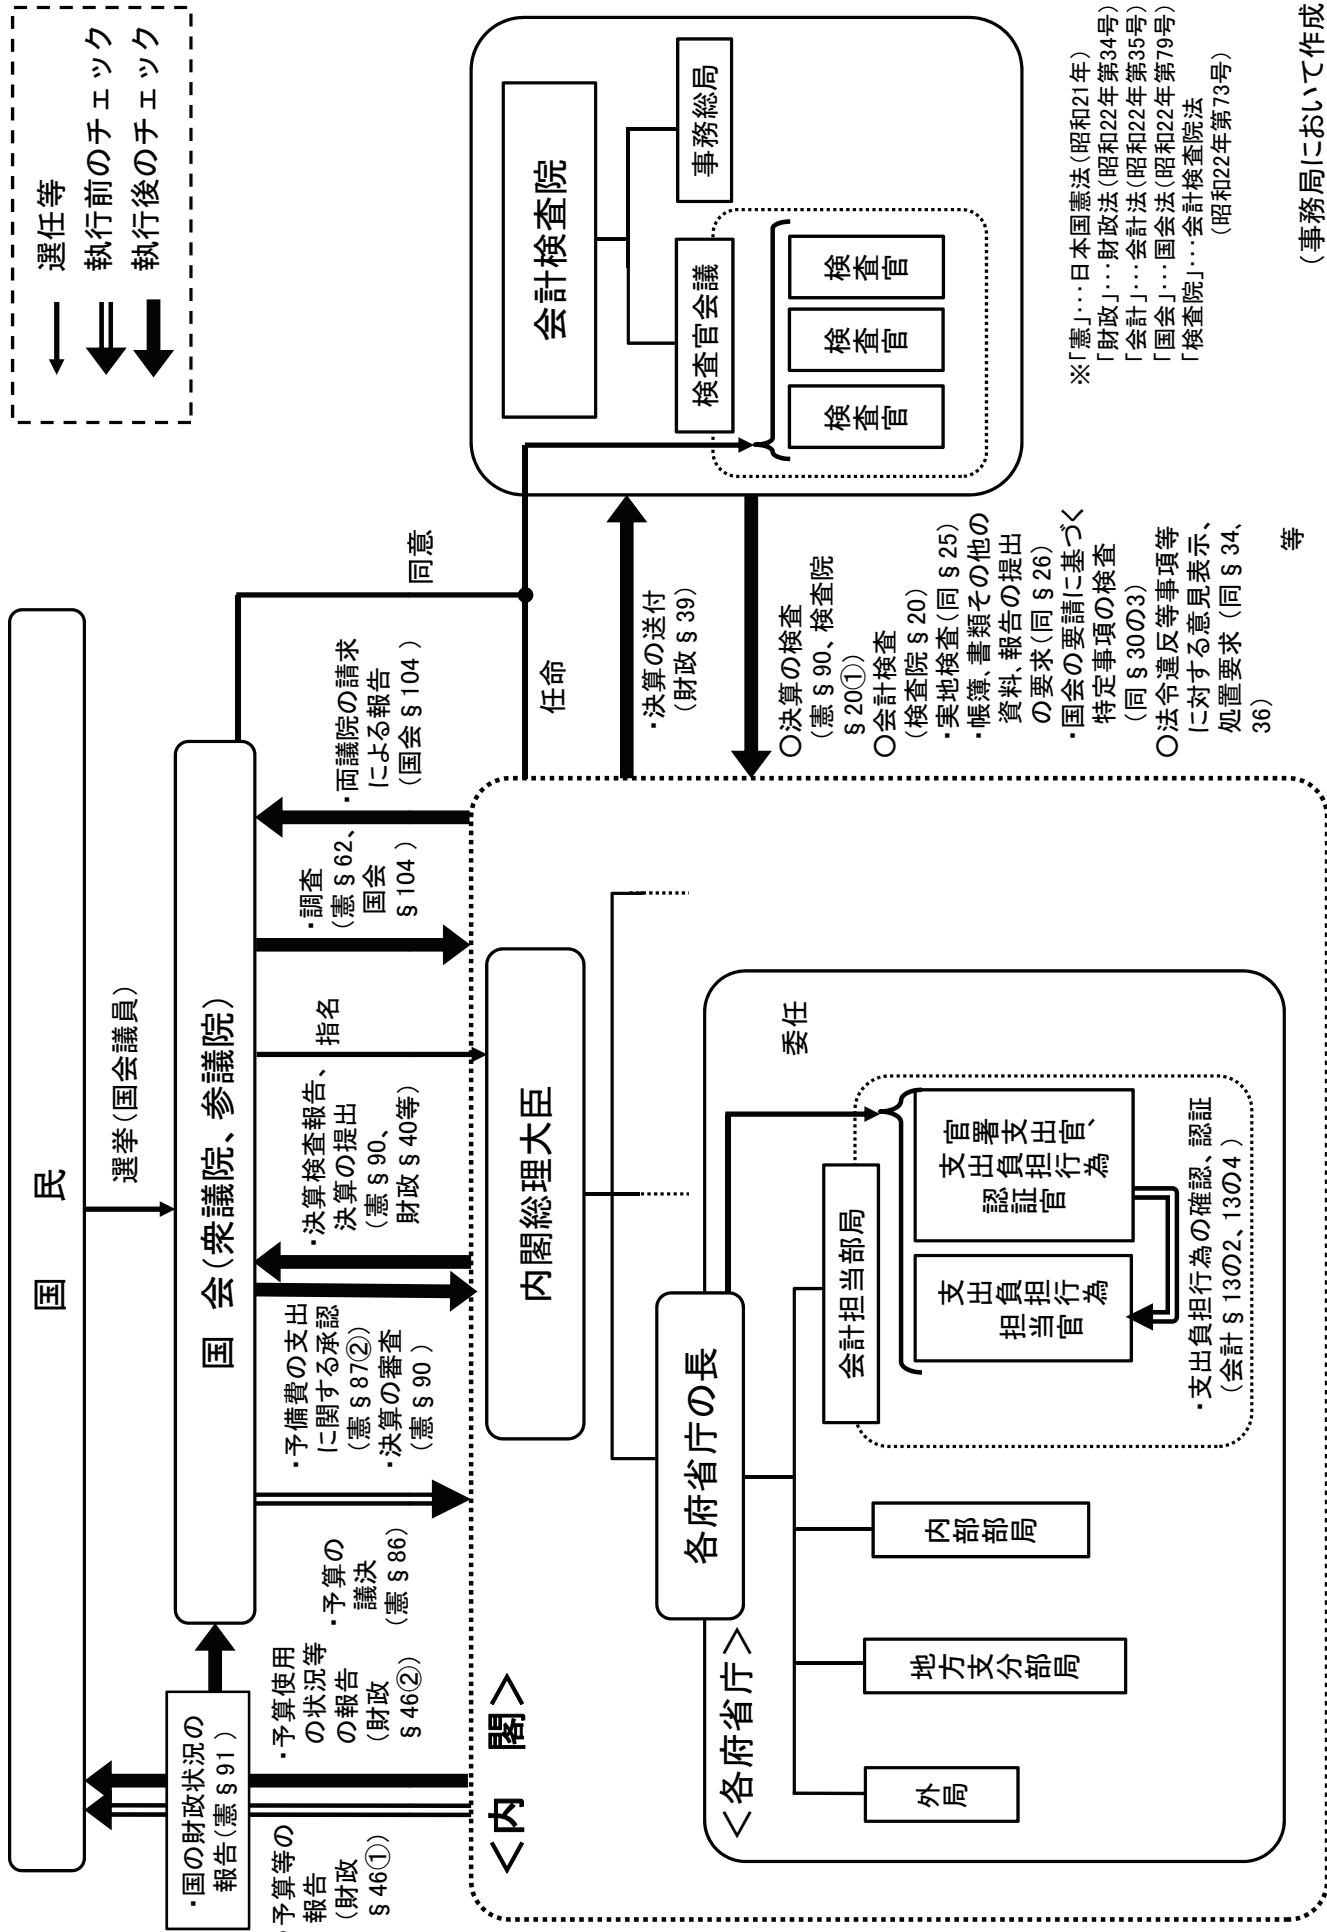 選任等
執行前のチェック
執行後のチェック
国　民
選挙(国会議員)
国　会(衆議院、参議院)
・国の財政状況の
報告(憲§91)
・予算等の
報告
(財政
§46①)
・予算使用
の状況等
の報告
(財政
§46②)
・予算の
議決
(憲§86)
・予備費の支出
に関する承認
(憲§87②)
・決算の審査
(憲§90)
・決算検査報告、
決算の提出
(憲§90、
財政§40等)
指名
・調査
(憲§62、
国会
§104)
・両議院の請求
による報告
(国会§104)
同意
任命
<内　閣>
内閣総理大臣
<各府省庁>
各府省庁の長
委任
外局
地方支分部局
内部部局
会計担当部局
支出負担行為
担当官
官署支出官、
支出負担行為
認証官
・支出負担行為の確認、認証
(会計§13の2、13の4)
・決算の送付
(財政§39)
○決算の検査
(憲§90、検査院
§20①)
○会計検査
(検査院§20)
・実地検査(同§25)
・帳簿、書類その他の
資料、報告の提出
の要求(同§26)
・国会の要請に基づく
特定事項の検査
(同§30の3)
○法令違反等事項等
に対する意見表示、
処置要求(同§34、
36)
等
会計検査院
検査官会議
事務総局
検査官
検査官
検査官
※「憲」…日本国憲法(昭和21年)
「財政」…財政法(昭和22年第34号)
「会計」…会計法(昭和22年第35号)
「国会」…国会法(昭和22年第79号)
「検査院」…会計検査院法
(昭和22年第73号)
(事務局において作成)